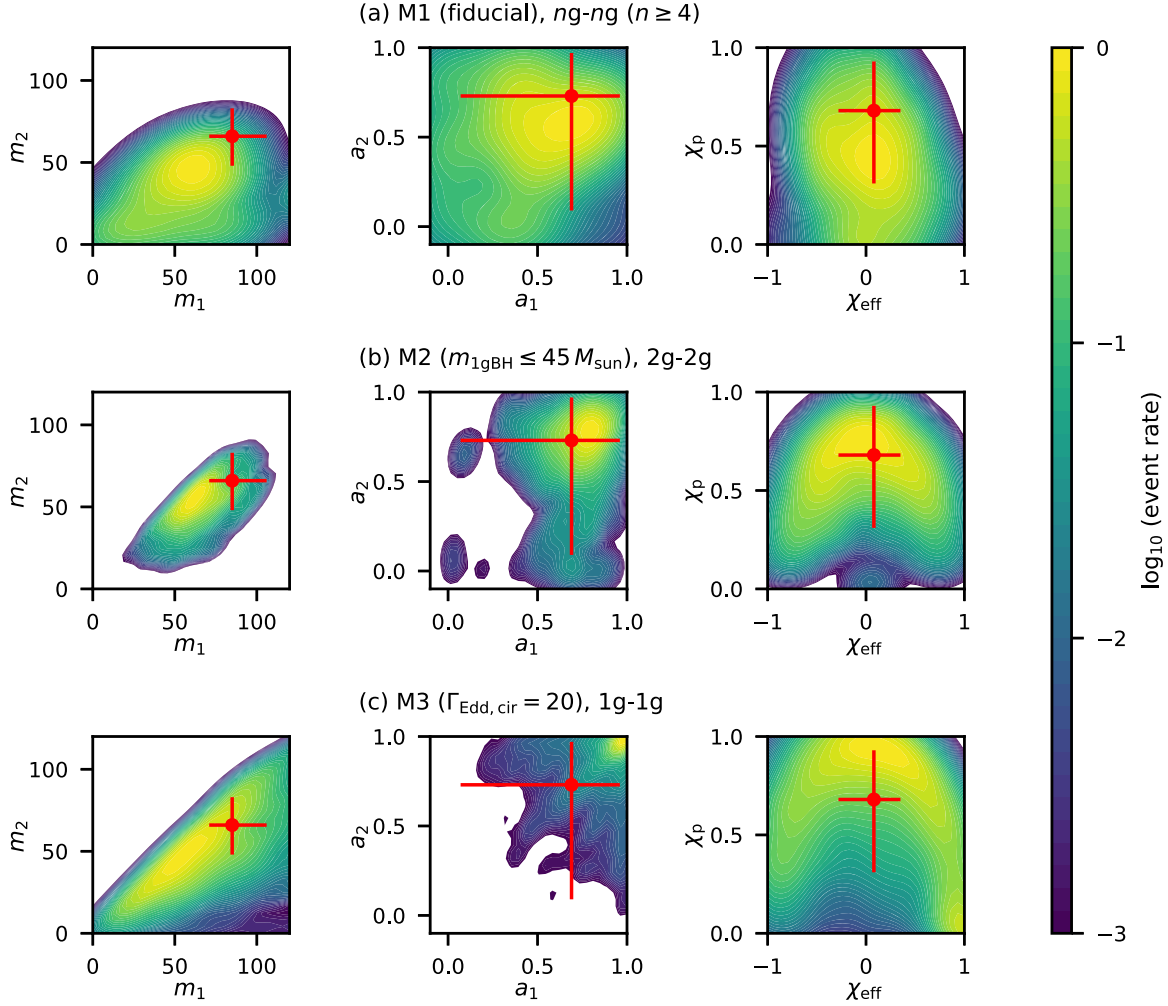 (a) M1 (fiducial), ng-ng (n ≥ 4)
m₂
100
50
0
0
50
100
m₁
a₂
1.0
0.5
0.0
0.0
0.5
1.0
a₁
χₚ
1.0
0.5
0.0
−1
0
1
χ_eff
(b) M2 (m_1gBH ≤ 45 M_sun), 2g-2g
m₂
100
50
0
0
50
100
m₁
a₂
1.0
0.5
0.0
0.0
0.5
1.0
a₁
χₚ
1.0
0.5
0.0
−1
0
1
χ_eff
(c) M3 (Γ_Edd, cir = 20), 1g-1g
m₂
100
50
0
0
50
100
m₁
a₂
1.0
0.5
0.0
0.0
0.5
1.0
a₁
χₚ
1.0
0.5
0.0
−1
0
1
χ_eff
0
−1
−2
−3
log₁₀ (event rate)